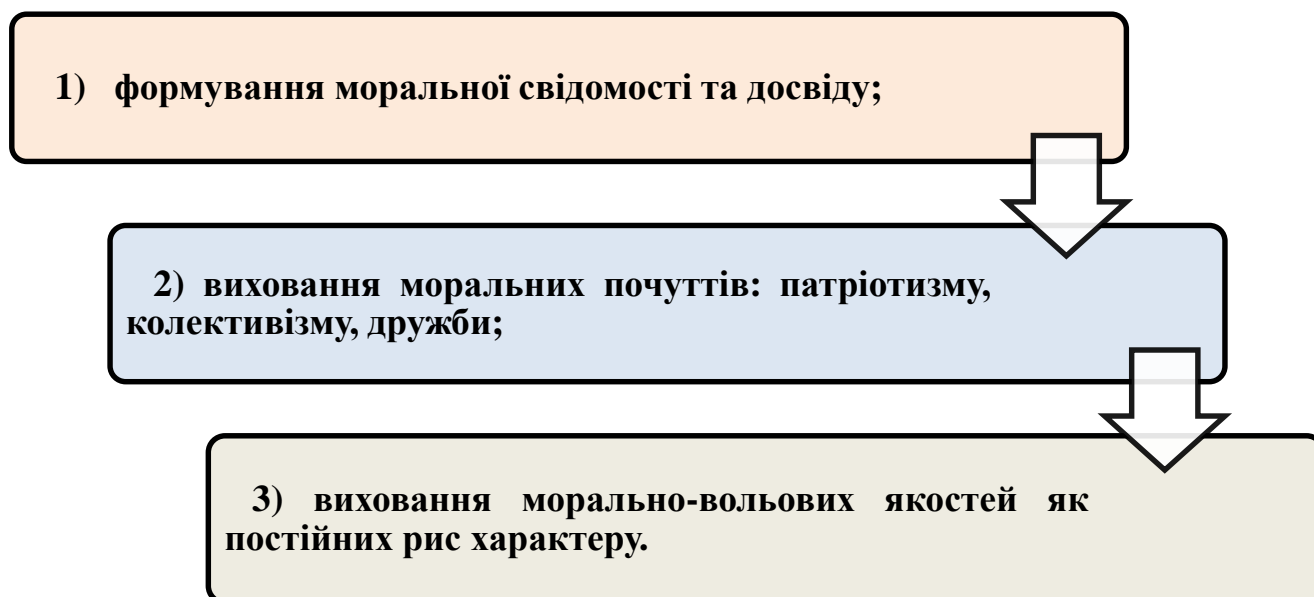 1) формування моральної свідомості та досвіду;
2) виховання моральних почуттів: патріотизму,
колективізму, дружби;
3) виховання морально-вольових якостей як
постійних рис характеру.